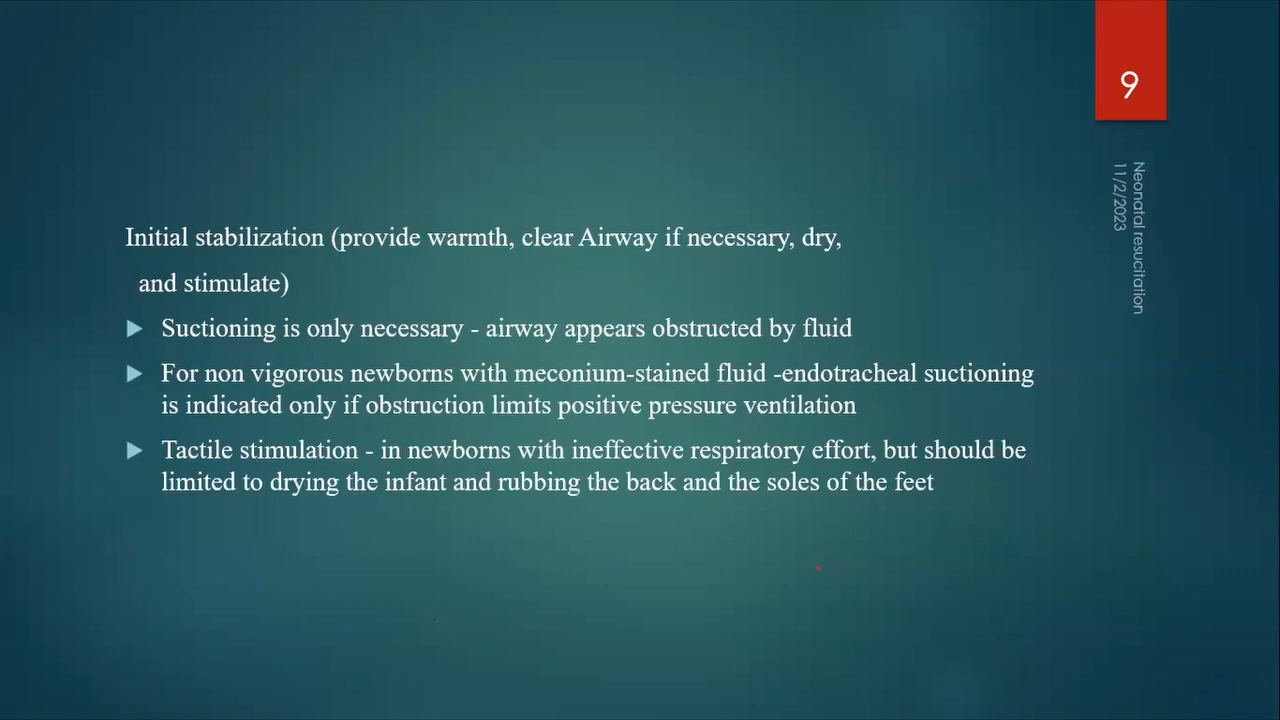 9
Neonatal resucitation
11/2/2023
Initial stabilization (provide warmth, clear Airway if necessary, dry,
and stimulate)
Suctioning is only necessary - airway appears obstructed by fluid
For non vigorous newborns with meconium-stained fluid -endotracheal suctioning
is indicated only if obstruction limits positive pressure ventilation
Tactile stimulation - in newborns with ineffective respiratory effort, but should be
limited to drying the infant and rubbing the back and the soles of the feet